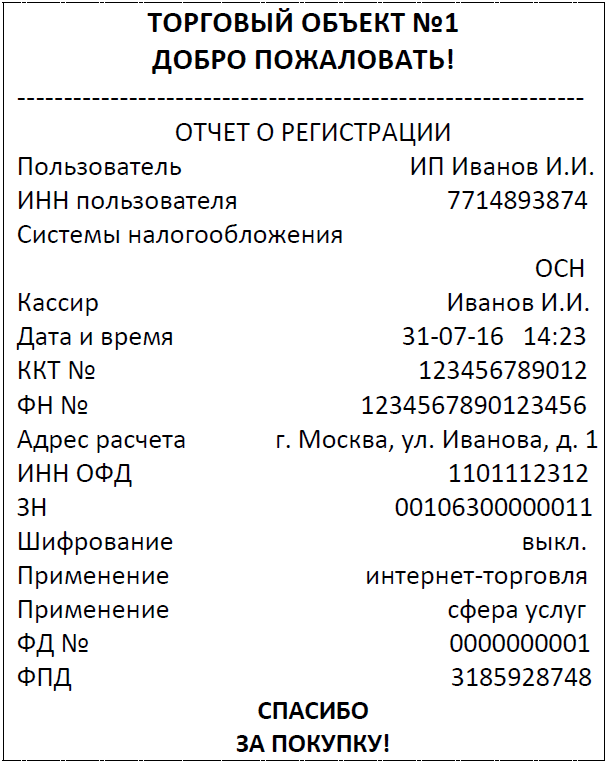 ТОРГОВЫЙ ОБЪЕКТ №1
ДОБРО ПОЖАЛОВАТЬ!
---------------------------------------------------------------
ОТЧЕТ О РЕГИСТРАЦИИ
Пользователь ИП Иванов И.И.
ИНН пользователя 7714893874
Системы налогообложения
ОСН
Кассир Иванов И.И.
Дата и время 31-07-16 14:23
ККТ № 123456789012
ФН № 1234567890123456
Адрес расчета г. Москва, ул. Иванова, д. 1
ИНН ОФД 1101112312
ЗН 00106300000011
Шифрование выкл.
Применение интернет-торговля
Применение сфера услуг
ФД № 0000000001
ФПД 3185928748
СПАСИБО
ЗА ПОКУПКУ!